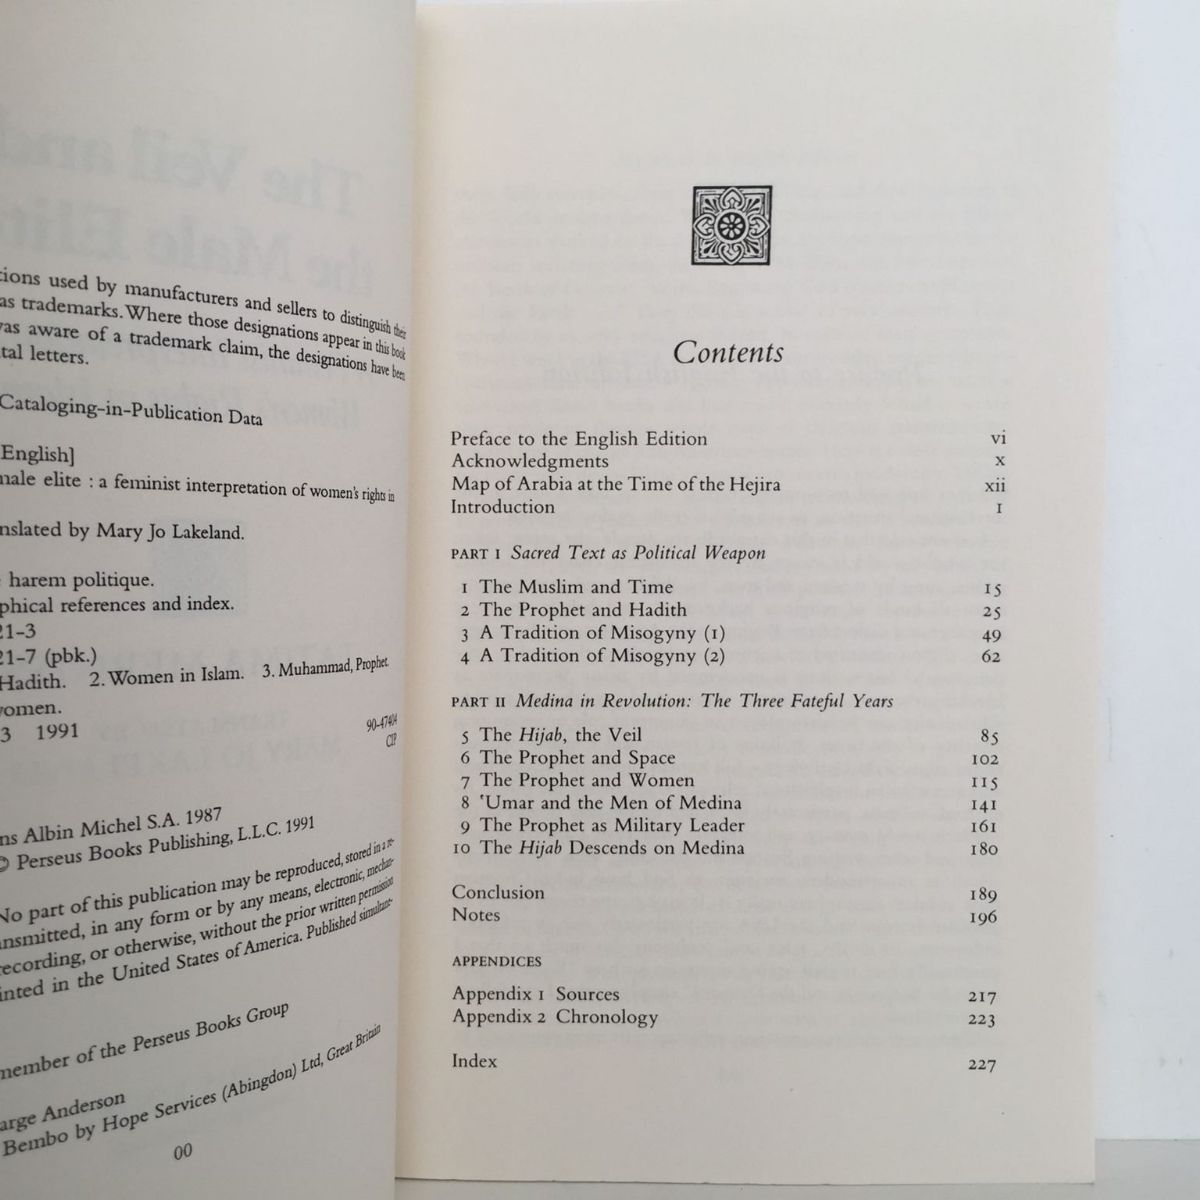 tions used by manufacturers and sellers to distinguish their
as trademarks. Where those designations appear in this book
was aware of a trademark claim, the designations have been
tal letters.
Cataloging-in-Publication Data
English]
male elite : a feminist interpretation of women's rights in
nslated by Mary Jo Lakeland.
harem politique.
phical references and index.
21-3
21-7 (pbk.)
Hadith. 2. Women in Islam. 3. Muhammad, Prophet.
women.
3 1991
90-47404
CIP
ns Albin Michel S.A. 1987
© Perseus Books Publishing, L.L.C. 1991
No part of this publication may be reproduced, stored in a re-
ansmitted, in any form or by any means, electronic, mechan-
recording, or otherwise, without the prior written permission
inted in the United States of America. Published simultant-
member of the Perseus Books Group
arge Anderson
Bembo by Hope Services (Abingdon) Ltd, Great Britain
00
Contents
Preface to the English Edition vi
Acknowledgments x
Map of Arabia at the Time of the Hejira xii
Introduction 1
PART I Sacred Text as Political Weapon
1 The Muslim and Time 15
2 The Prophet and Hadith 25
3 A Tradition of Misogyny (1) 49
4 A Tradition of Misogyny (2) 62
PART II Medina in Revolution: The Three Fateful Years
5 The Hijab, the Veil 85
6 The Prophet and Space 102
7 The Prophet and Women 115
8 ʿUmar and the Men of Medina 141
9 The Prophet as Military Leader 161
10 The Hijab Descends on Medina 180
Conclusion 189
Notes 196
APPENDICES
Appendix 1 Sources 217
Appendix 2 Chronology 223
Index 227